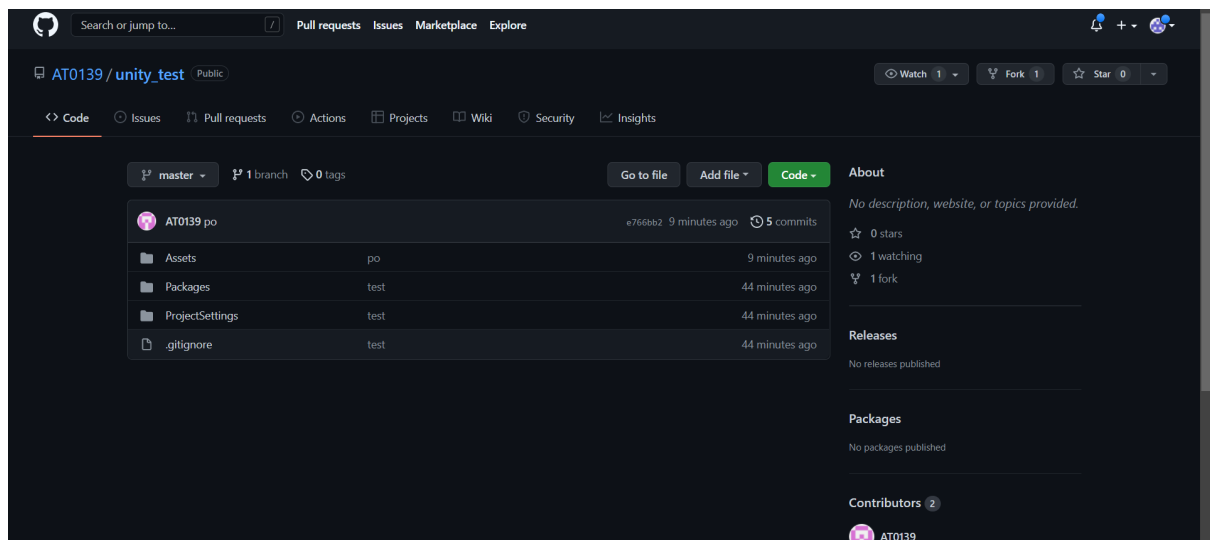 Search or jump to... / Pull requests Issues Marketplace Explore
AT0139 / unity_test Public Watch 1 Fork 1 Star 0
Code Issues Pull requests Actions Projects Wiki Security Insights
master 1 branch 0 tags Go to file Add file Code
AT0139 po e766bb2 9 minutes ago 5 commits
Assets po 9 minutes ago
Packages test 44 minutes ago
ProjectSettings test 44 minutes ago
.gitignore test 44 minutes ago
About
No description, website, or topics provided.
0 stars
1 watching
1 fork
Releases
No releases published
Packages
No packages published
Contributors 2
AT0139